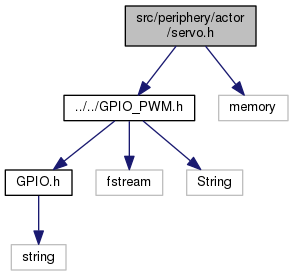 src/periphery/actor
/servo.h
../../GPIO_PWM.h
memory
GPIO.h
fstream
String
string